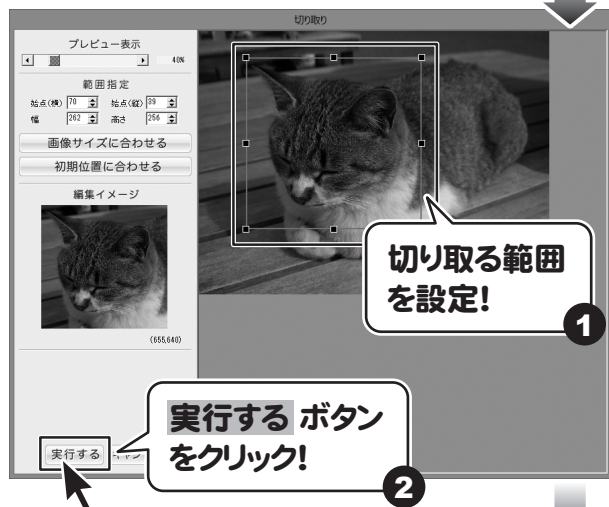 切り取り
プレビュー表示
40%
範囲指定
始点(横) 70 始点(縦) 39
幅 262 高さ 256
画像サイズに合わせる
初期位置に合わせる
編集イメージ
(655,640)
切り取る範囲
を設定!
1
実行する ボタン
をクリック!
2
実行する